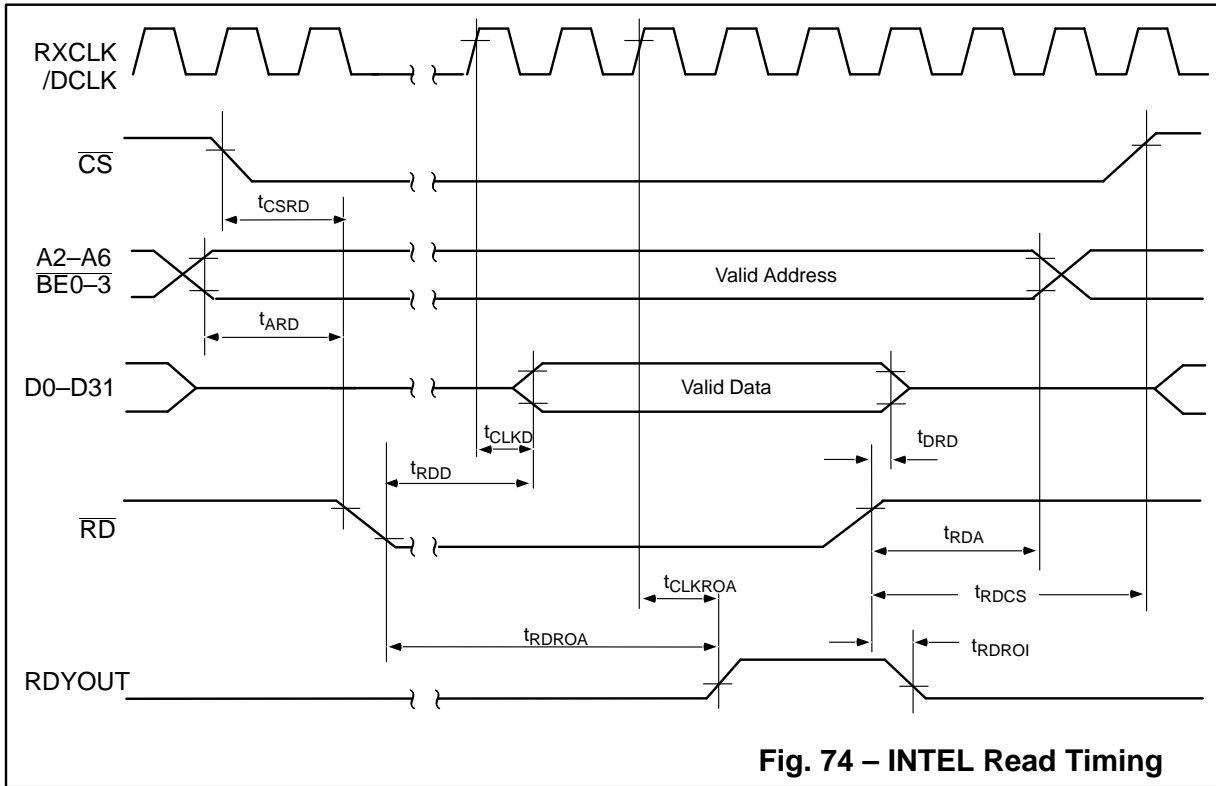 RXCLK
/DCLK
CS
tCSRD
A2–A6
BE0–3
Valid Address
tARD
D0–D31
Valid Data
tCLKD
tDRD
tRDD
RD
tRDA
tCLKROA
tRDCS
tRDROA
tRDROI
RDYOUT
Fig. 74 – INTEL Read Timing